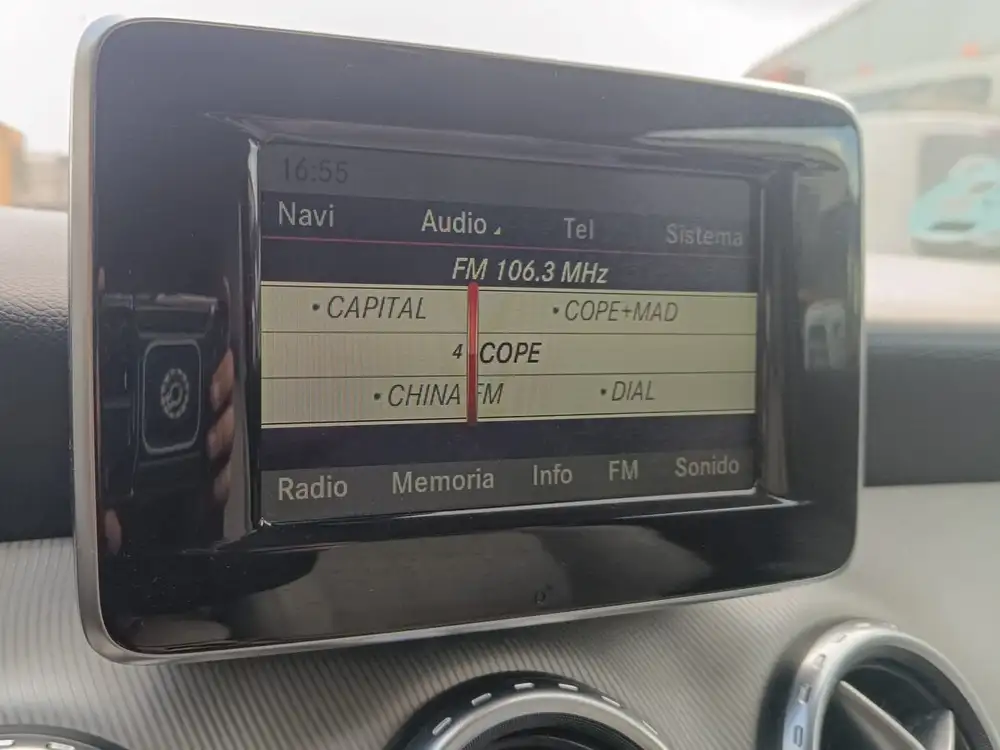 16:55
Navi Audio Tel Sistema
FM 106.3 MHz
• CAPITAL • COPE+MAD
4 COPE
• CHINA FM • DIAL
Radio Memoria Info FM Sonido